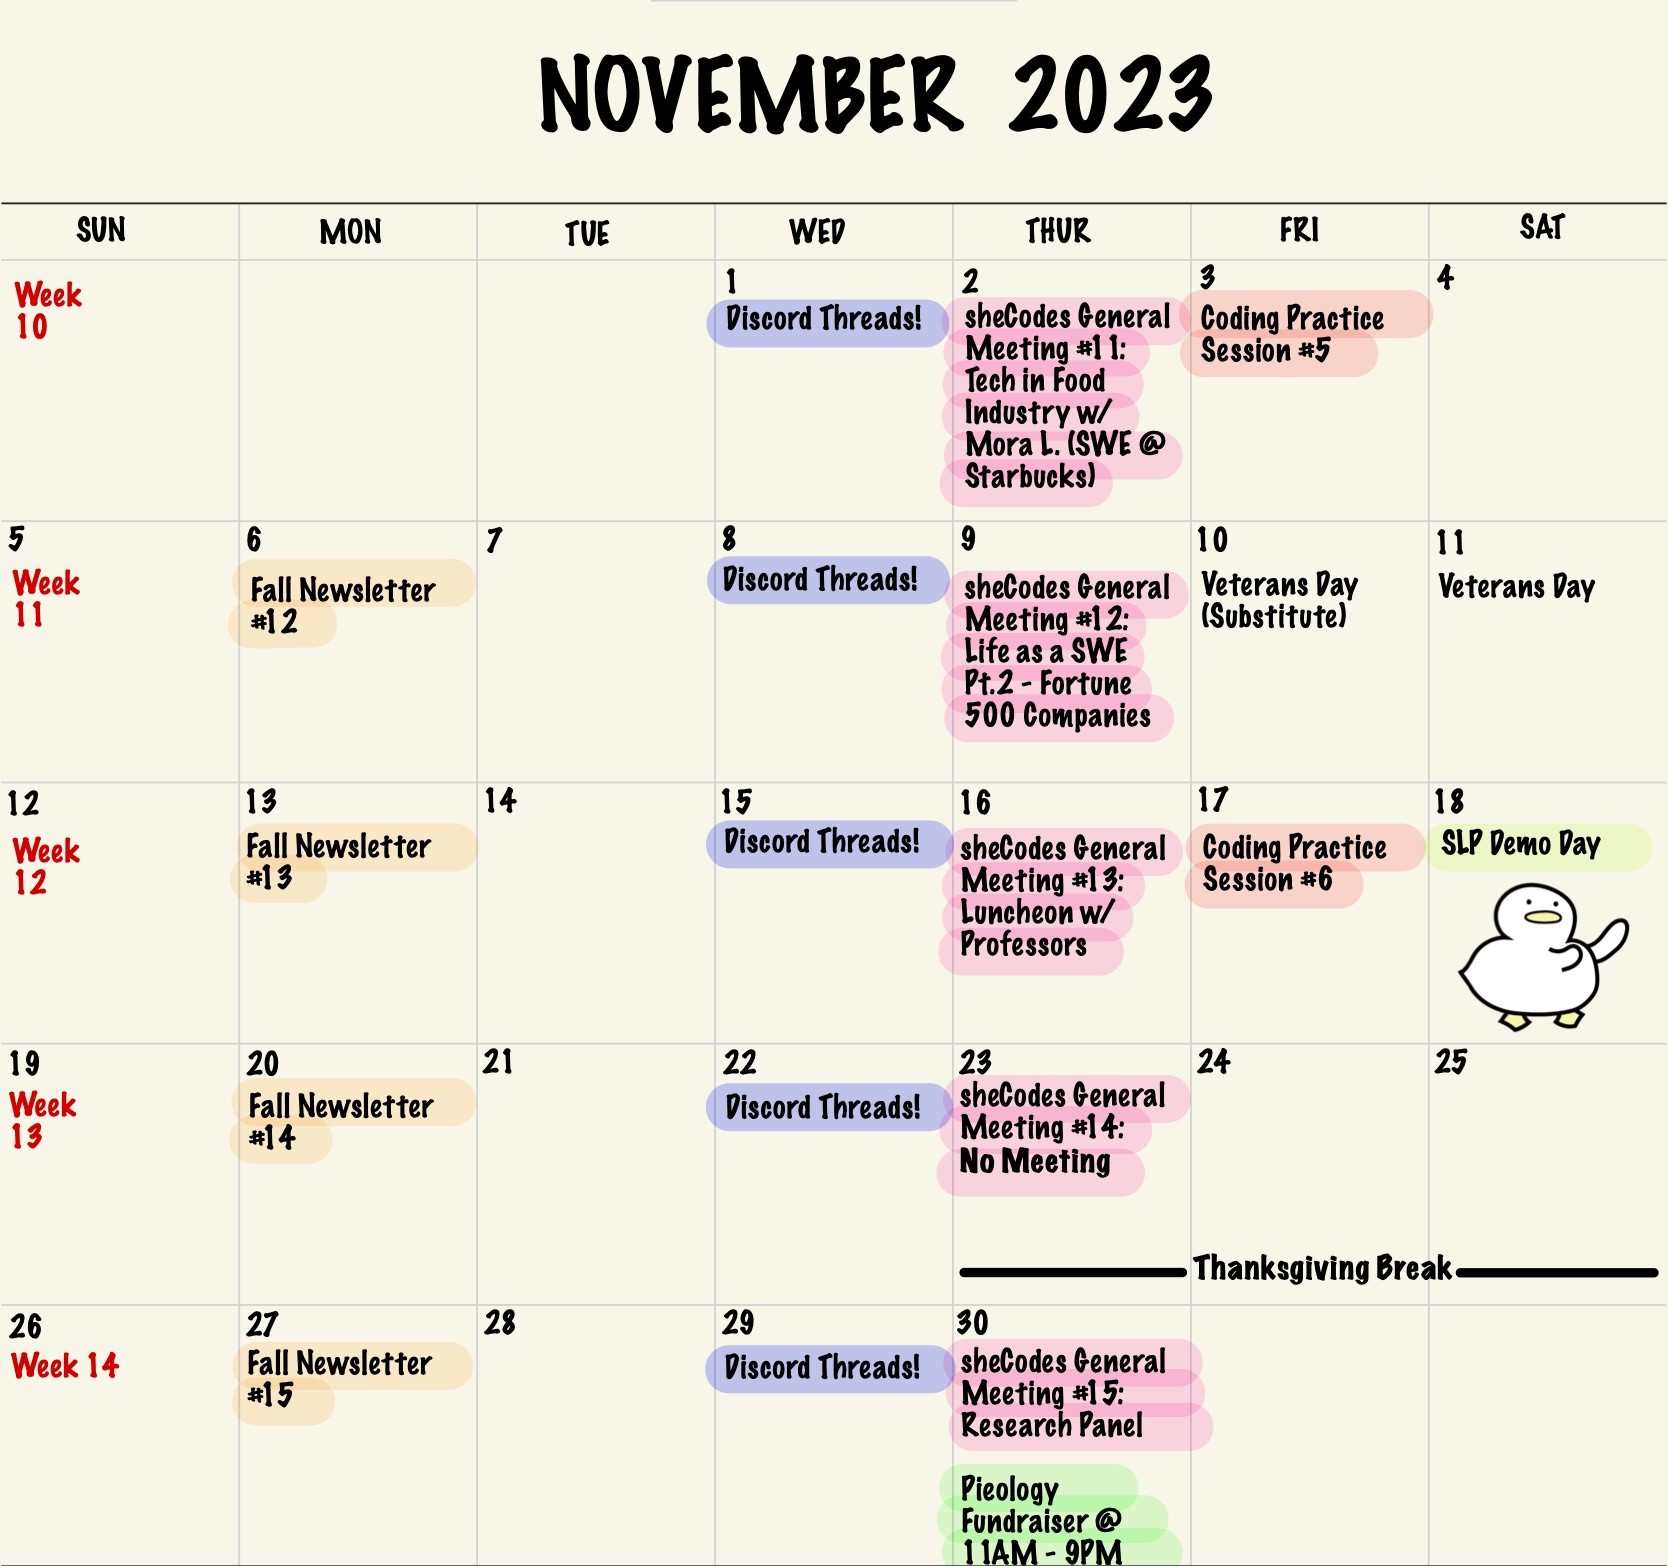 NOVEMBER 2023
SUN
MON
TUE
WED
THUR
FRI
SAT
Week
10
1
Discord Threads!
2
sheCodes General
Meeting #11:
Tech in Food
Industry w/
Mora L. (SWE @
Starbucks)
3
Coding Practice
Session #5
4
5
Week
11
6
Fall Newsletter
#12
7
8
Discord Threads!
9
sheCodes General
Meeting #12:
Life as a SWE
Pt.2 - Fortune
500 Companies
10
Veterans Day
(Substitute)
11
Veterans Day
12
Week
12
13
Fall Newsletter
#13
14
15
Discord Threads!
16
sheCodes General
Meeting #13:
Luncheon w/
Professors
17
Coding Practice
Session #6
18
SLP Demo Day
19
Week
13
20
Fall Newsletter
#14
21
22
Discord Threads!
23
sheCodes General
Meeting #14:
No Meeting
24
25
Thanksgiving Break
26
Week 14
27
Fall Newsletter
#15
28
29
Discord Threads!
30
sheCodes General
Meeting #15:
Research Panel
Pieology
Fundraiser @
11AM - 9PM